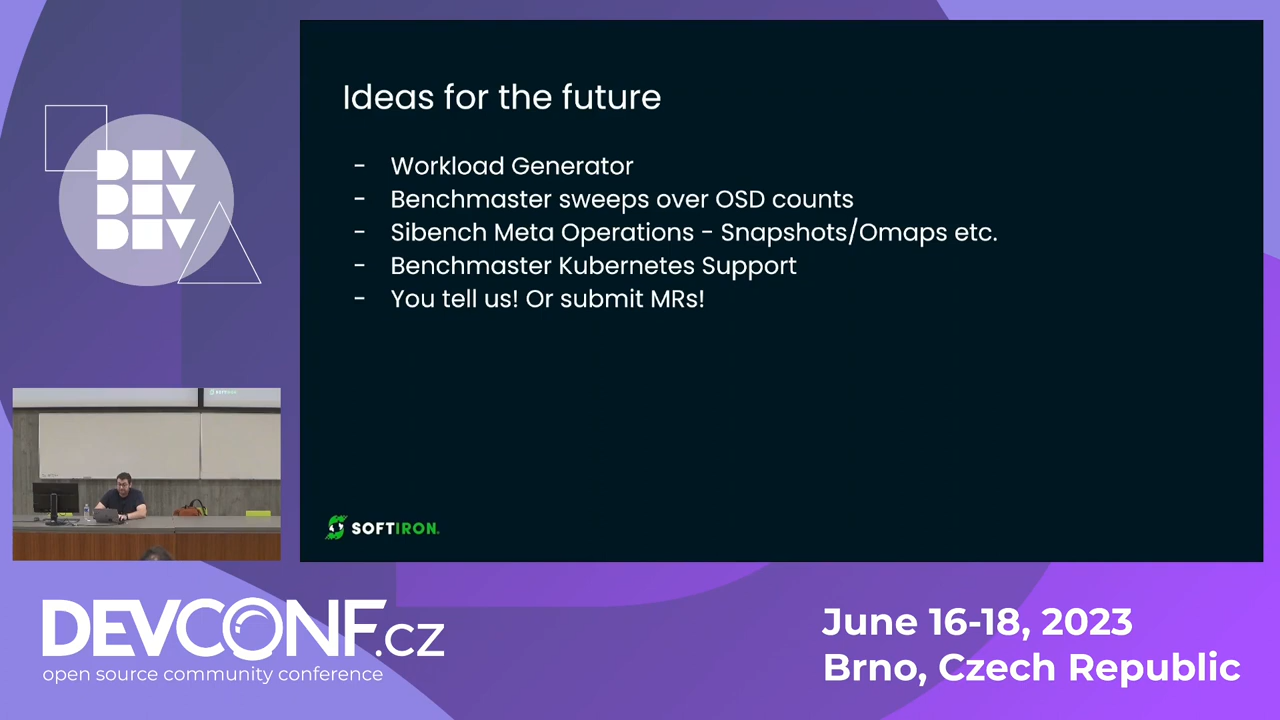 DEV
DEV
DEV
Ideas for the future
- Workload Generator
- Benchmaster sweeps over OSD counts
- Sibench Meta Operations - Snapshots/Omaps etc.
- Benchmaster Kubernetes Support
- You tell us! Or submit MRs!
SOFTIRON
SOFTIRON
DEVCONF.cz
open source community conference
June 16-18, 2023
Brno, Czech Republic